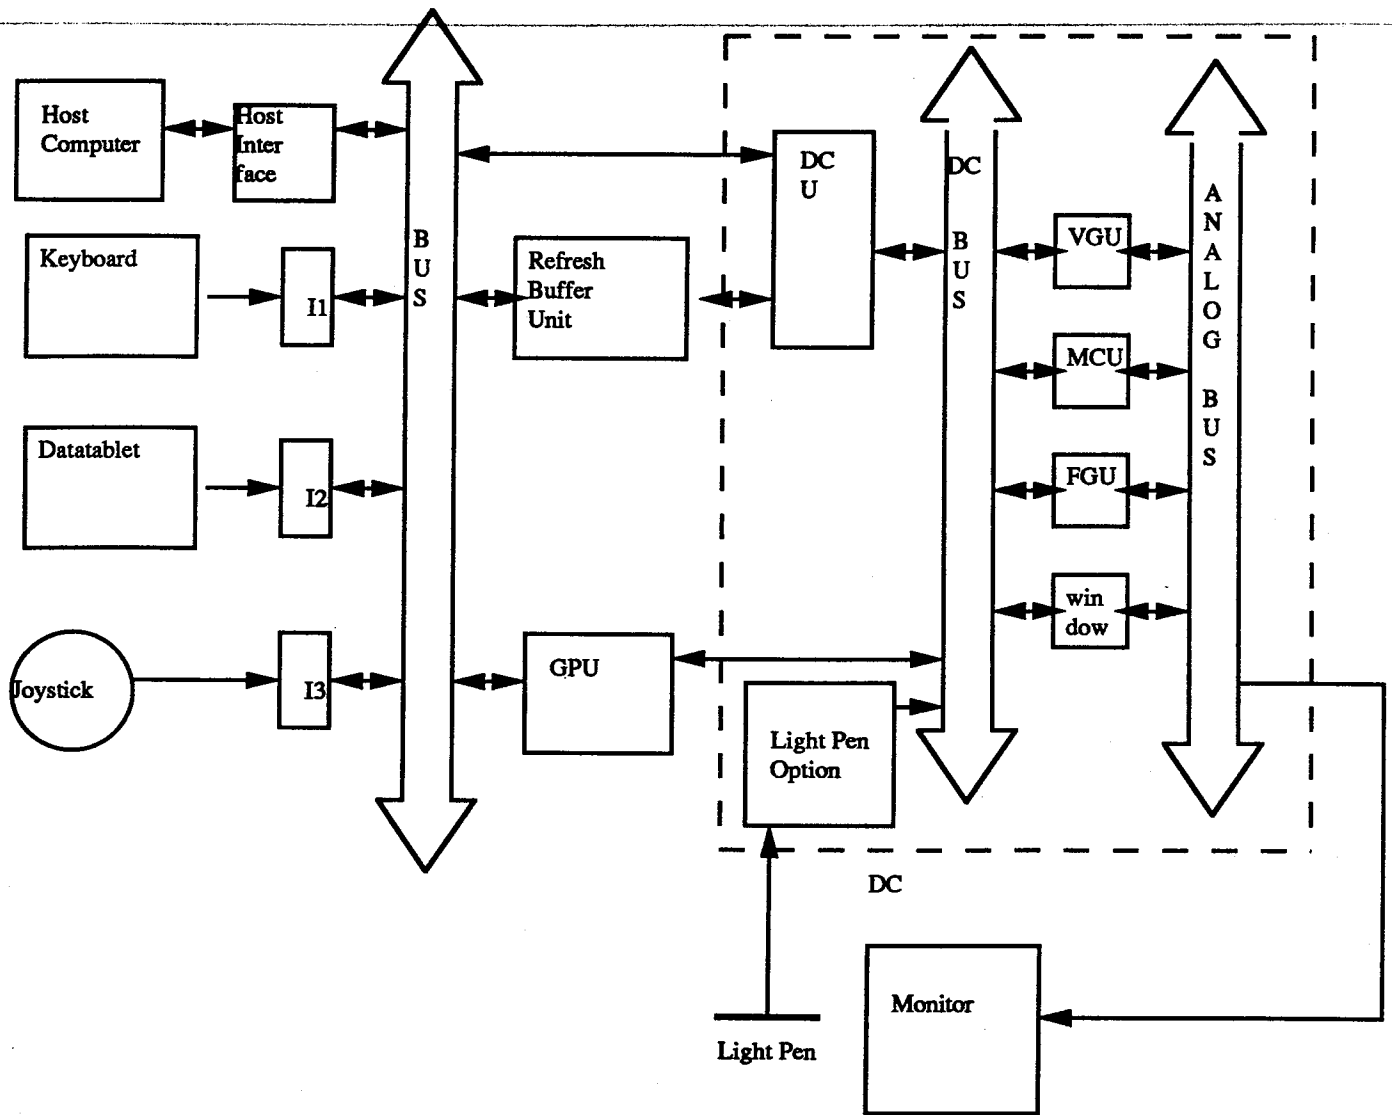 Host
Computer
Host
Inter
face
Keyboard
I1
Datatablet
I2
Joystick
I3
B
U
S
Refresh
Buffer
Unit
GPU
DC
U
DC
B
U
S
VGU
MCU
FGU
win
dow
A
N
A
L
O
G
B
U
S
Light Pen
Option
DC
Monitor
Light Pen